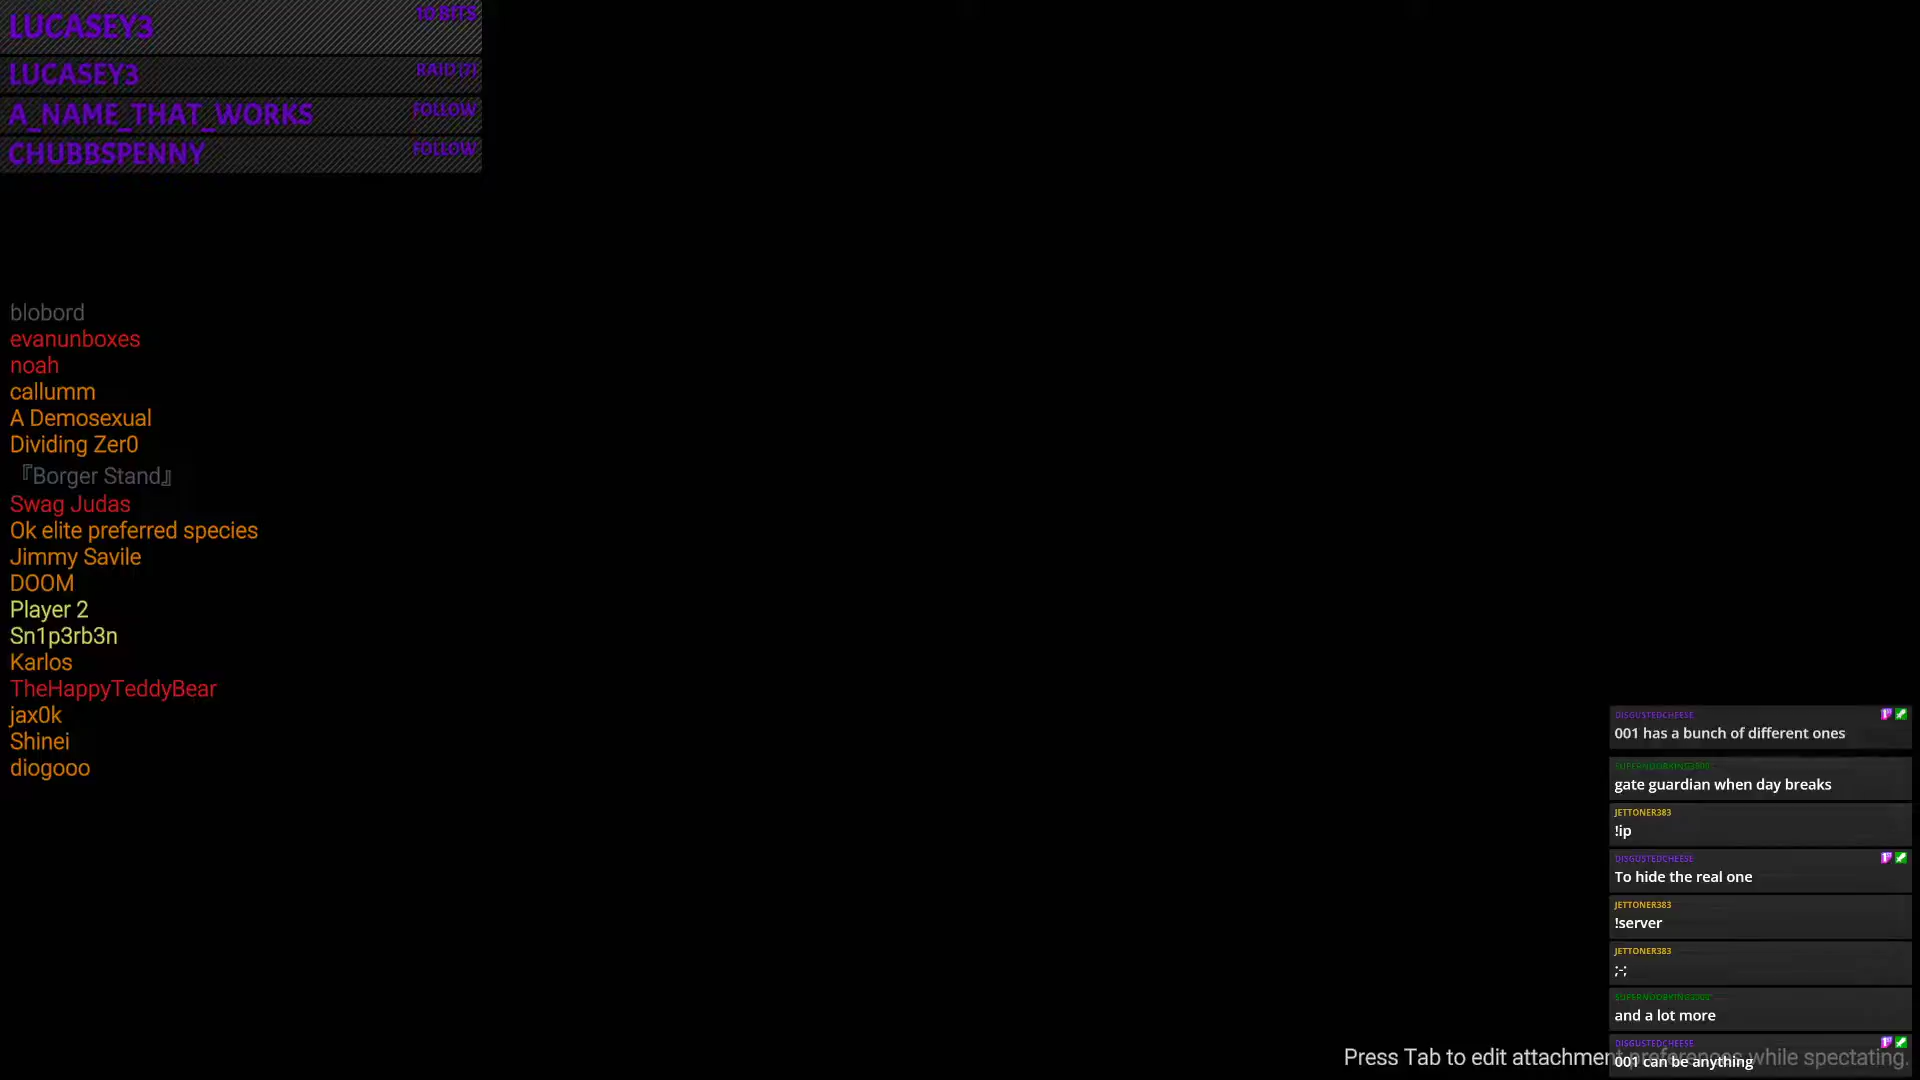 LUCASEY3 10 BITS
LUCASEY3 RAID (7)
A_NAME_THAT_WORKS FOLLOW
CHUBBSPENNY FOLLOW
blobord
evanunboxes
noah
callumm
A Demosexual
Dividing Zer0
『Borger Stand』
Swag Judas
Ok elite preferred species
Jimmy Savile
DOOM
Player 2
Sn1p3rb3n
Karlos
TheHappyTeddyBear
jax0k
Shinei
diogooo
DISGUSTEDCHEESE
001 has a bunch of different ones
gate guardian when day breaks
JETTONER383
!ip
DISGUSTEDCHEESE
To hide the real one
JETTONER383
!server
JETTONER383
;-;
and a lot more
DISGUSTEDCHEESE
001 can be anything
Press Tab to edit attachment preferences while spectating.